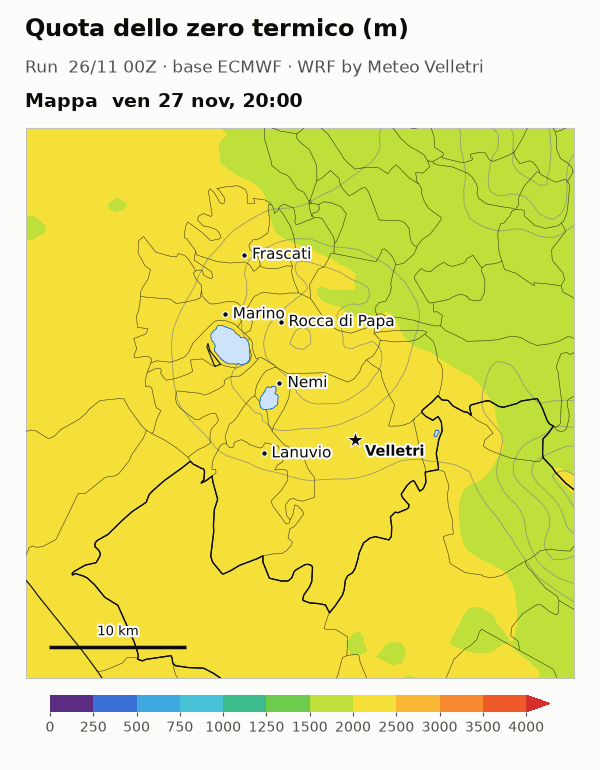 Quota dello zero termico (m)
Run  26/11 00Z · base ECMWF · WRF by Meteo Velletri
Mappa  ven 27 nov, 20:00
Frascati
Marino
Rocca di Papa
Nemi
Velletri
Lanuvio
10 km
0 250 500 750 1000 1250 1500 2000 2500 3000 3500 4000